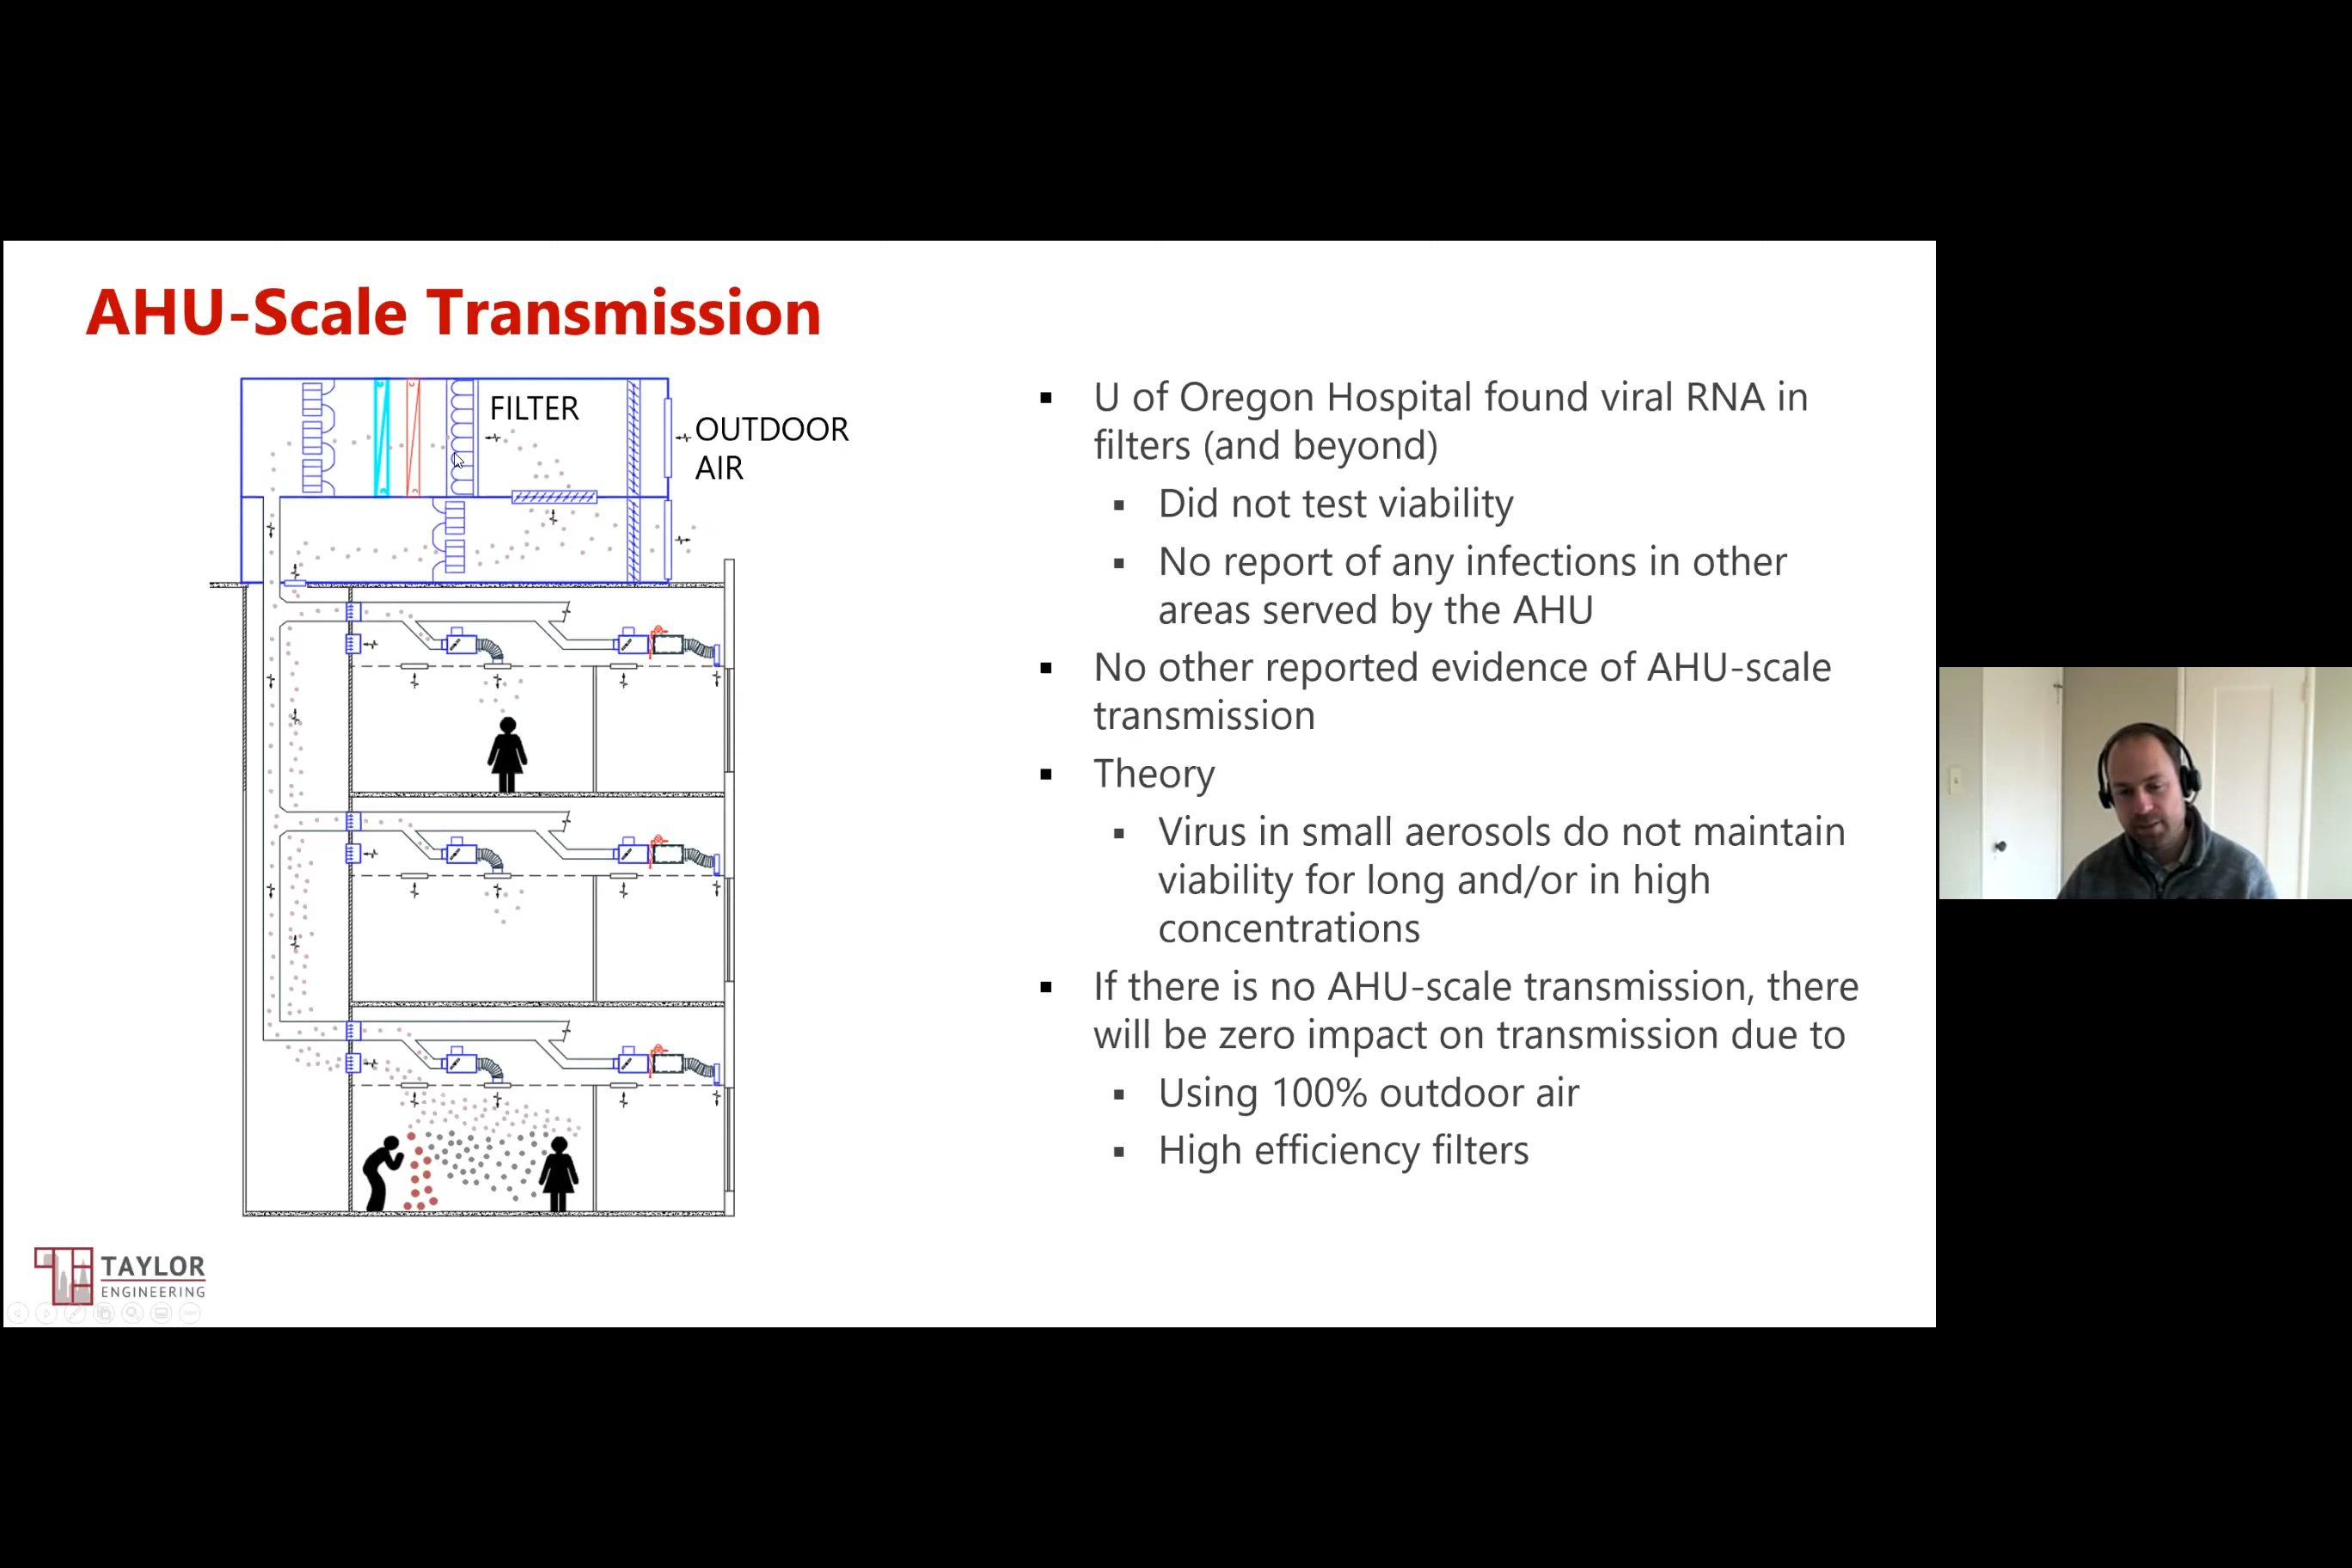 AHU-Scale Transmission
FILTER
OUTDOOR
AIR
▪ U of Oregon Hospital found viral RNA in
filters (and beyond)
▪ Did not test viability
▪ No report of any infections in other
areas served by the AHU
▪ No other reported evidence of AHU-scale
transmission
▪ Theory
▪ Virus in small aerosols do not maintain
viability for long and/or in high
concentrations
▪ If there is no AHU-scale transmission, there
will be zero impact on transmission due to
▪ Using 100% outdoor air
▪ High efficiency filters
TAYLOR
ENGINEERING